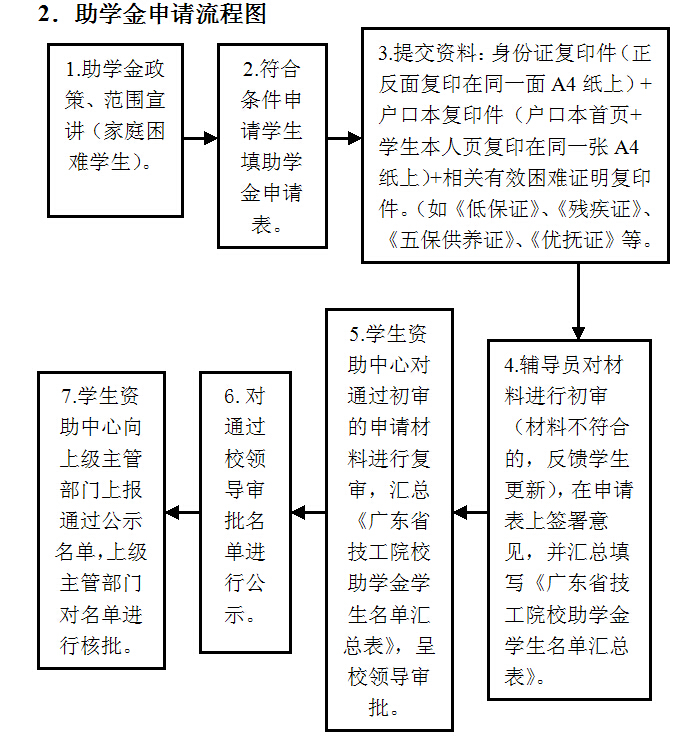 2．助学金申请流程图
1.助学金政
策、范围宣
讲（家庭困
难学生）。
2.符合
条件申
请学生
填助学
金申请
表。
3.提交资料：身份证复印件（正
反面复印在同一面 A4 纸上）+
户口本复印件（户口本首页+
学生本人页复印在同一张 A4
纸上）+相关有效困难证明复印
件。（如《低保证》、《残疾证》、
《五保供养证》、《优抚证》等。
4.辅导员对材
料进行初审
（材料不符合
的，反馈学生
更新），在申请
表上签署意
见，并汇总填
写《广东省技
工院校助学金
学生名单汇总
表》。
5.学生资
助中心对
通过初审
的申请材
料进行复
审，汇总
《广东省
技工院校
助学金学
生名单汇
总表》，呈
校领导审
批。
6. 对
通过
校领
导审
批名
单进
行公
示。
7.学生资
助中心向
上级主管
部门上报
通过公示
名单，上级
主管部门
对名单进
行核批。